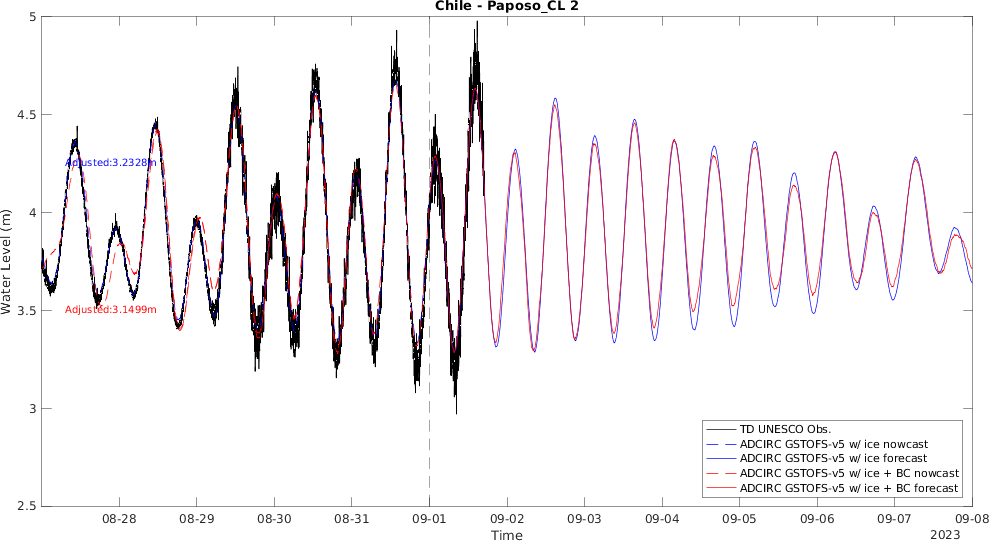 Chile - Paposo_CL 2
5
4.5
4
3.5
3
2.5
Water Level (m)
Adjusted:3.2328m
Adjusted:3.1499m
TD UNESCO Obs.
ADCIRC GSTOFS-v5 w/ ice nowcast
ADCIRC GSTOFS-v5 w/ ice forecast
ADCIRC GSTOFS-v5 w/ ice + BC nowcast
ADCIRC GSTOFS-v5 w/ ice + BC forecast
08-28 08-29 08-30 08-31 09-01 09-02 09-03 09-04 09-05 09-06 09-07 09-08
Time
2023